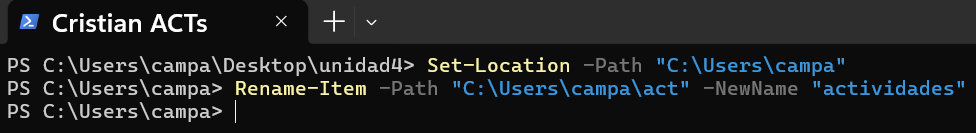 Cristian ACTs
PS C:\Users\campa\Desktop\unidad4> Set-Location -Path "C:\Users\campa"
PS C:\Users\campa> Rename-Item -Path "C:\Users\campa\act" -NewName "actividades"
PS C:\Users\campa>